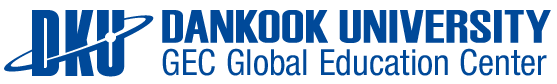 DKU
DANKOOK UNIVERSITY
GEC Global Education Center